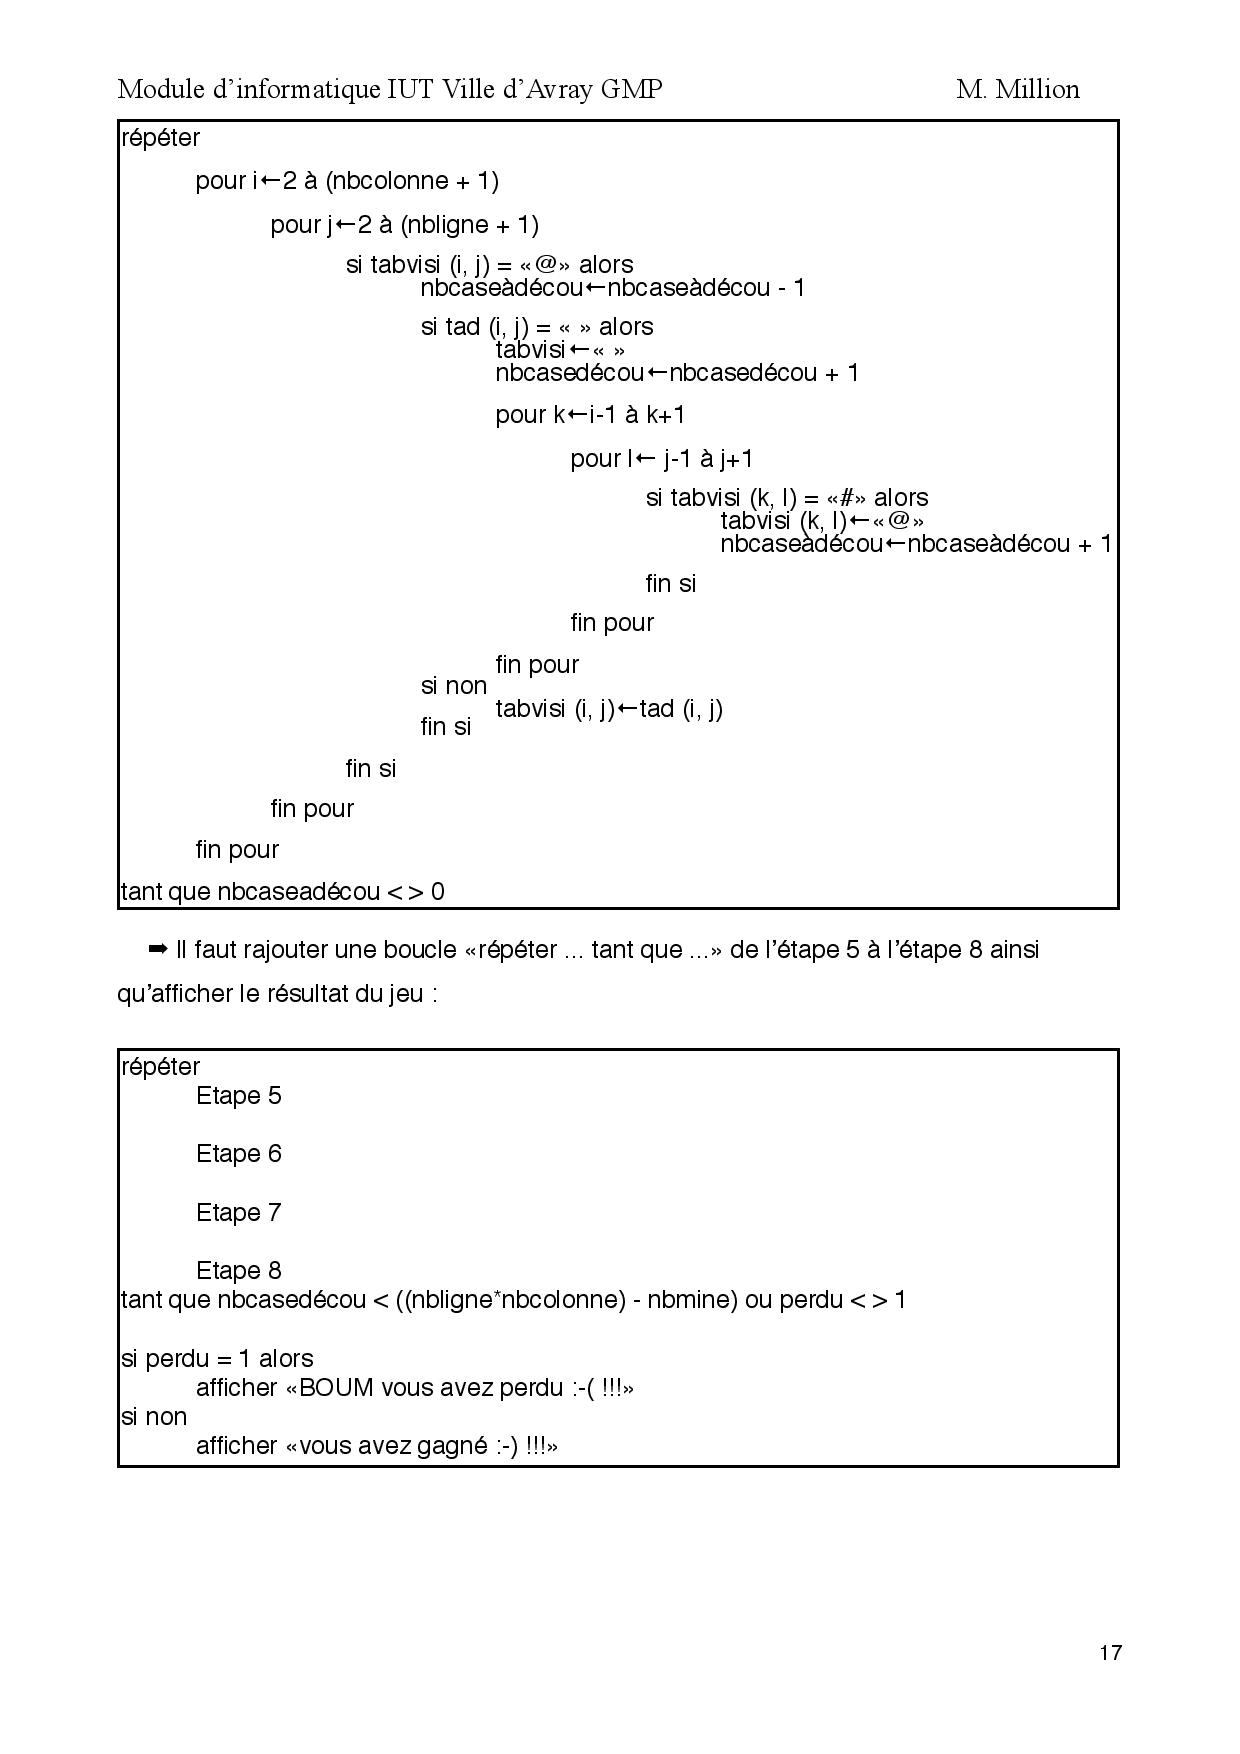 Module d'informatique IUT Ville d'Avray GMP M. Million
répéter
pour i←2 à (nbcolonne + 1)
pour j←2 à (nbligne + 1)
si tabvisi (i, j) = «@» alors
nbcaseàdécou←nbcaseàdécou - 1
si tad (i, j) = « » alors
tabvisi←« »
nbcasedécou←nbcasedécou + 1
pour k←i-1 à k+1
pour l← j-1 à j+1
si tabvisi (k, l) = «#» alors
tabvisi (k, l)←«@»
nbcaseàdécou←nbcaseàdécou + 1
fin si
fin pour
fin pour
si non
tabvisi (i, j)←tad (i, j)
fin si
fin si
fin pour
fin pour
tant que nbcaseadécou < > 0
➡ Il faut rajouter une boucle «répéter ... tant que ...» de l'étape 5 à l'étape 8 ainsi
qu'afficher le résultat du jeu :
répéter
Etape 5
Etape 6
Etape 7
Etape 8
tant que nbcasedécou < ((nbligne*nbcolonne) - nbmine) ou perdu < > 1
si perdu = 1 alors
afficher «BOUM vous avez perdu :-( !!!»
si non
afficher «vous avez gagné :-) !!!»
17